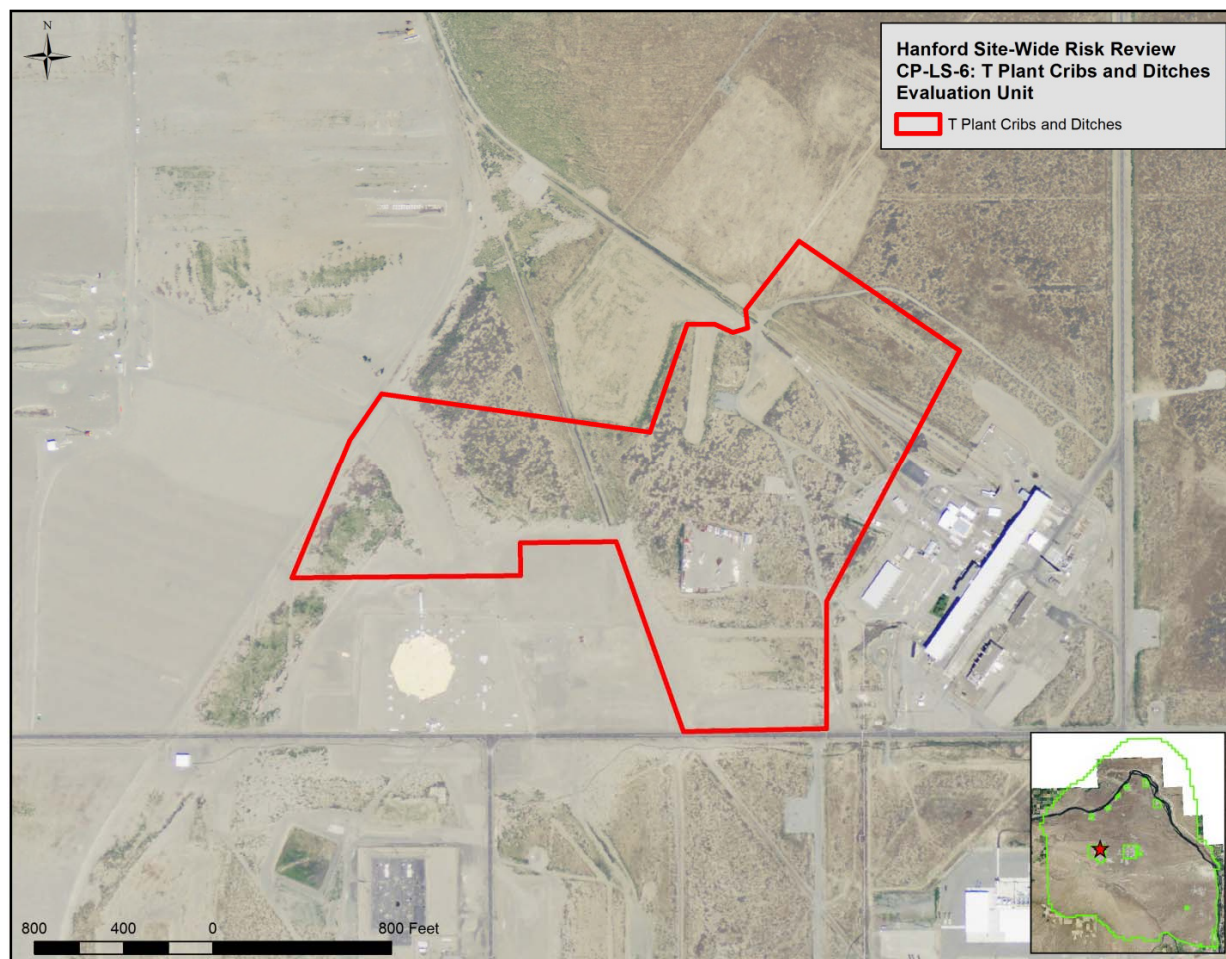 N
Hanford Site-Wide Risk Review
CP-LS-6: T Plant Cribs and Ditches
Evaluation Unit
T Plant Cribs and Ditches
800 400 0 800 Feet